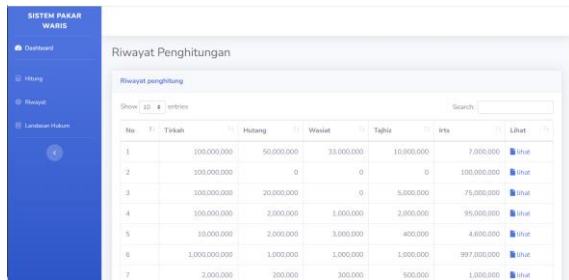 SISTEM PAKAR
WARIS
Dashboard
Hitung
Riwayat
Landasan Hukum
Riwayat Penghitungan
Riwayat penghitung
Show 10 entries
Search:
No Tirkah Hutang Wasiat Tajhiz Irts Lihat
1 100,000,000 50,000,000 33,000,000 10,000,000 7,000,000 lihat
2 100,000,000 0 0 0 100,000,000 lihat
3 100,000,000 20,000,000 0 5,000,000 75,000,000 lihat
4 100,000,000 2,000,000 1,000,000 2,000,000 95,000,000 lihat
5 10,000,000 2,000,000 3,000,000 400,000 4,600,000 lihat
6 1,000,000,000 1,000,000 1,000,000 1,000,000 997,000,000 lihat
7 2,000,000 200,000 300,000 500,000 1,000,000 lihat